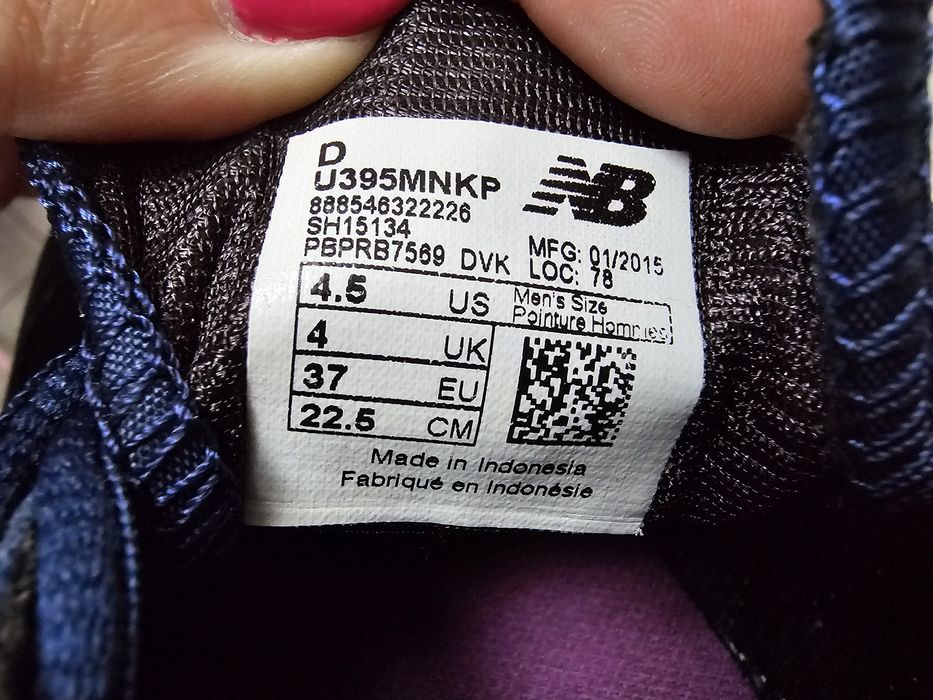 D
U395MNKP
888546322226
SH15134
PBPRB7569 DVK
NB
MFG: 01/2015
LOC: 78
4.5 US
Men's Size
Pointure Hommes
4 UK
37 EU
22.5 CM
Made in Indonesia
Fabriqué en Indonésie